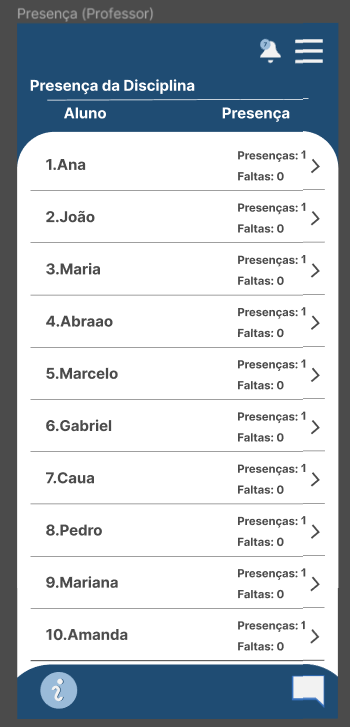 Presença (Professor)
?
Presença da Disciplina
Aluno Presença
1.Ana
Presenças: 1
Faltas: 0
2.João
Presenças: 1
Faltas: 0
3.Maria
Presenças: 1
Faltas: 0
4.Abraao
Presenças: 1
Faltas: 0
5.Marcelo
Presenças: 1
Faltas: 0
6.Gabriel
Presenças: 1
Faltas: 0
7.Caua
Presenças: 1
Faltas: 0
8.Pedro
Presenças: 1
Faltas: 0
9.Mariana
Presenças: 1
Faltas: 0
10.Amanda
Presenças: 1
Faltas: 0
i